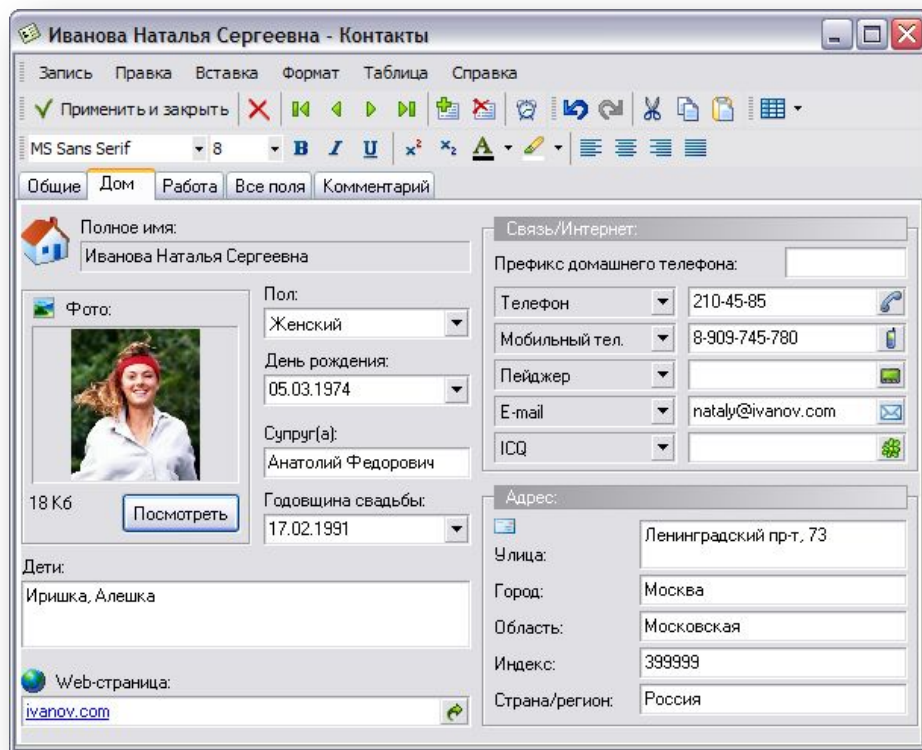 Иванова Наталья Сергеевна - Контакты
Запись Правка Вставка Формат Таблица Справка
Применить и закрыть
MS Sans Serif 8 B I U x² x₂ A
Общие Дом Работа Все поля Комментарий
Полное имя:
Иванова Наталья Сергеевна
Фото:
18 Кб
Посмотреть
Пол:
Женский
День рождения:
05.03.1974
Супруг(а):
Анатолий Федорович
Годовщина свадьбы:
17.02.1991
Дети:
Иришка, Алешка
Web-страница:
ivanov.com
Связь/Интернет:
Префикс домашнего телефона:
Телефон 210-45-85
Мобильный тел. 8-909-745-780
Пейджер
E-mail nataly@ivanov.com
ICQ
Адрес:
Улица: Ленинградский пр-т, 73
Город: Москва
Область: Московская
Индекс: 399999
Страна/регион: Россия